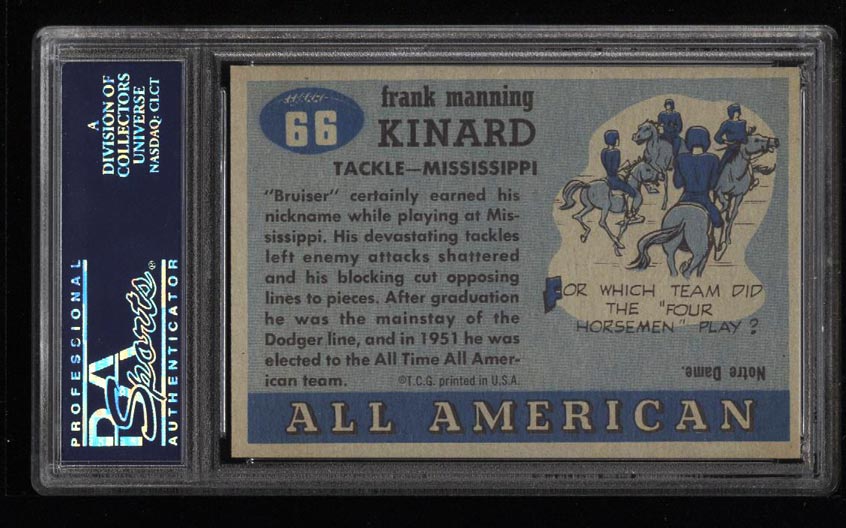 A
DIVISION OF
COLLECTORS
UNIVERSE
NASDAQ: CLCT
PROFESSIONAL
PSA
Sports®
AUTHENTICATOR
66
frank manning
KINARD
TACKLE—MISSISSIPPI
"Bruiser" certainly earned his
nickname while playing at Mis-
sissippi. His devastating tackles
left enemy attacks shattered
and his blocking cut opposing
lines to pieces. After graduation
he was the mainstay of the
Dodger line, and in 1951 he was
elected to the All Time All Amer-
ican team.
©T.C.G. printed in U.S.A.
FOR WHICH TEAM DID
THE "FOUR
HORSEMEN" PLAY?
Notre Dame.
ALL AMERICAN